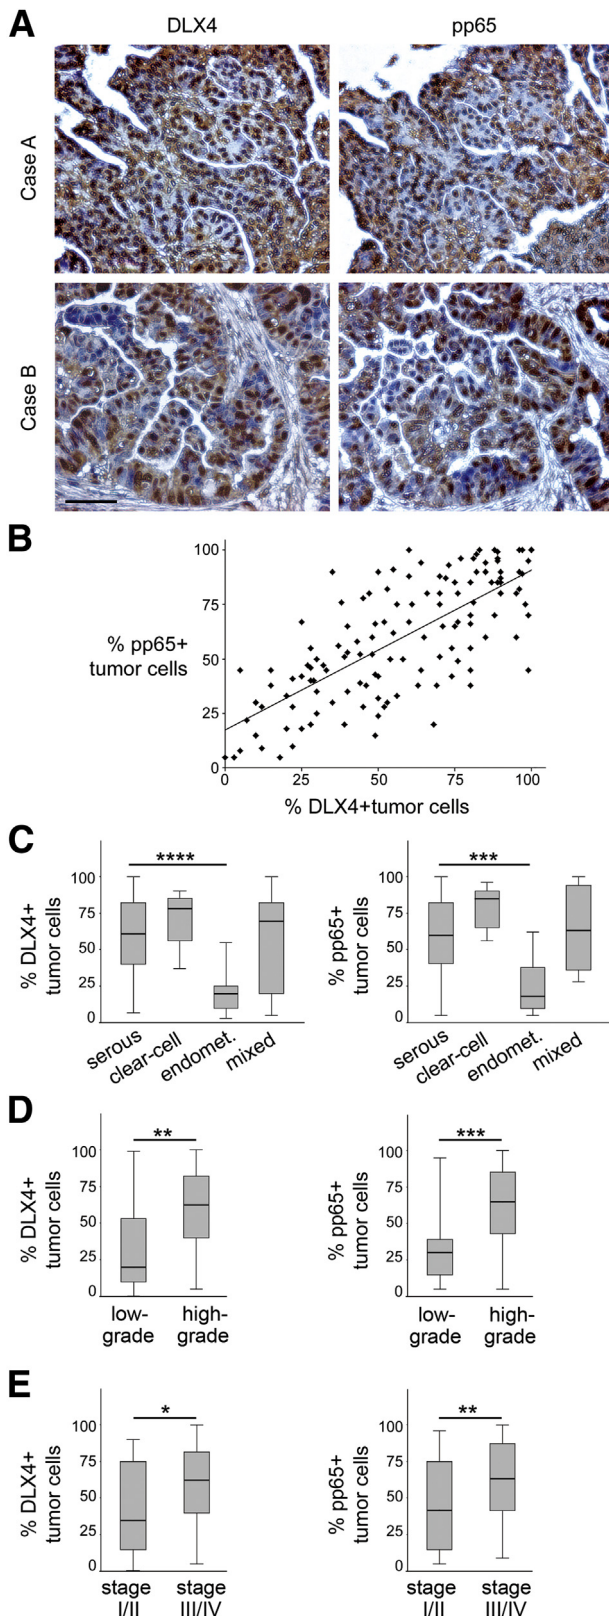 A
DLX4
pp65
Case A
Case B
B
100
75
50
25
0
% pp65+
tumor cells
0
25
50
75
100
% DLX4+tumor cells
C
****
100
75
50
25
0
% DLX4+
tumor cells
serous
clear-cell
endomet.
mixed
***
100
75
50
25
0
% pp65+
tumor cells
serous
clear-cell
endomet.
mixed
D
**
100
75
50
25
0
% DLX4+
tumor cells
low-
grade
high-
grade
***
100
75
50
25
0
% pp65+
tumor cells
low-
grade
high-
grade
E
*
100
75
50
25
0
% DLX4+
tumor cells
stage
I/II
stage
III/IV
**
100
75
50
25
0
% pp65+
tumor cells
stage
I/II
stage
III/IV